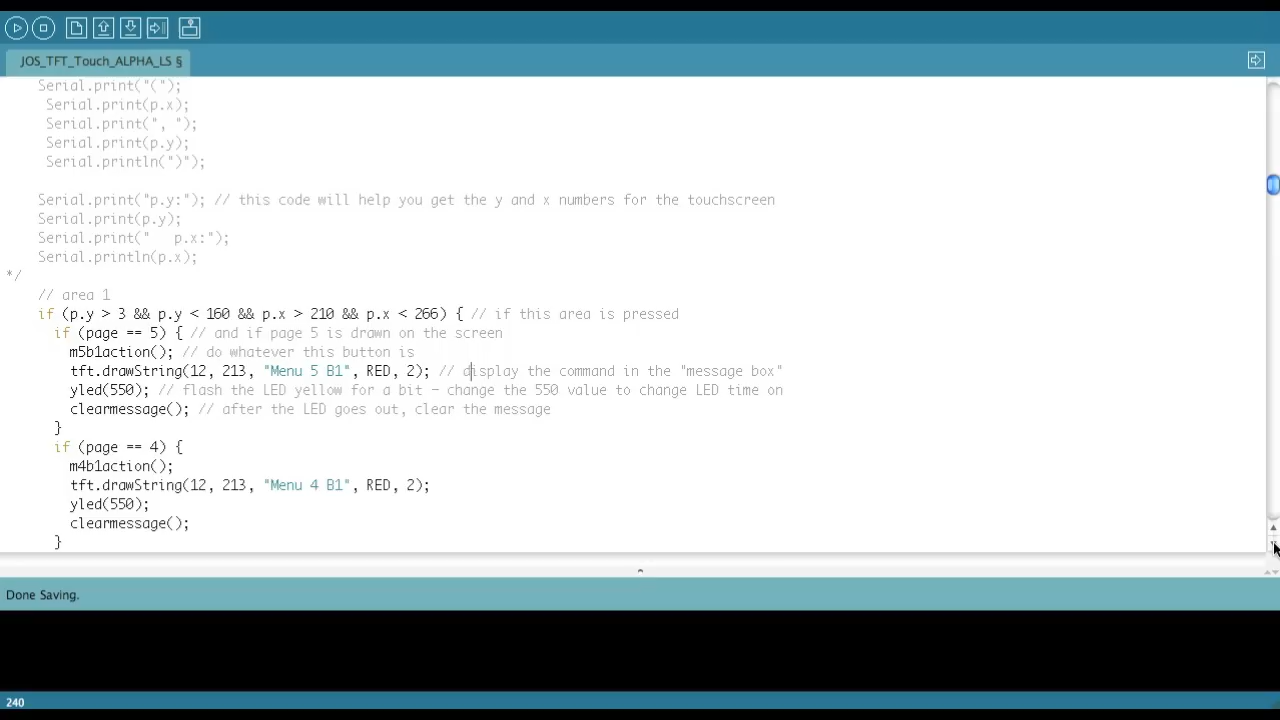 JOS_TFT_Touch_ALPHA_LS §
Serial.print("(");
Serial.print(p.x);
Serial.print(", ");
Serial.print(p.y);
Serial.println(")");
Serial.print("p.y:"); // this code will help you get the y and x numbers for the touchscreen
Serial.print(p.y);
Serial.print("   p.x:");
Serial.println(p.x);
*/
// area 1
if (p.y > 3 && p.y < 160 && p.x > 210 && p.x < 266) { // if this area is pressed
if (page == 5) { // and if page 5 is drawn on the screen
m5b1action(); // do whatever this button is
tft.drawString(12, 213, "Menu 5 B1", RED, 2); // display the command in the "message box"
yled(550); // flash the LED yellow for a bit - change the 550 value to change LED time on
clearmessage(); // after the LED goes out, clear the message
}
if (page == 4) {
m4b1action();
tft.drawString(12, 213, "Menu 4 B1", RED, 2);
yled(550);
clearmessage();
}
Done Saving.
240